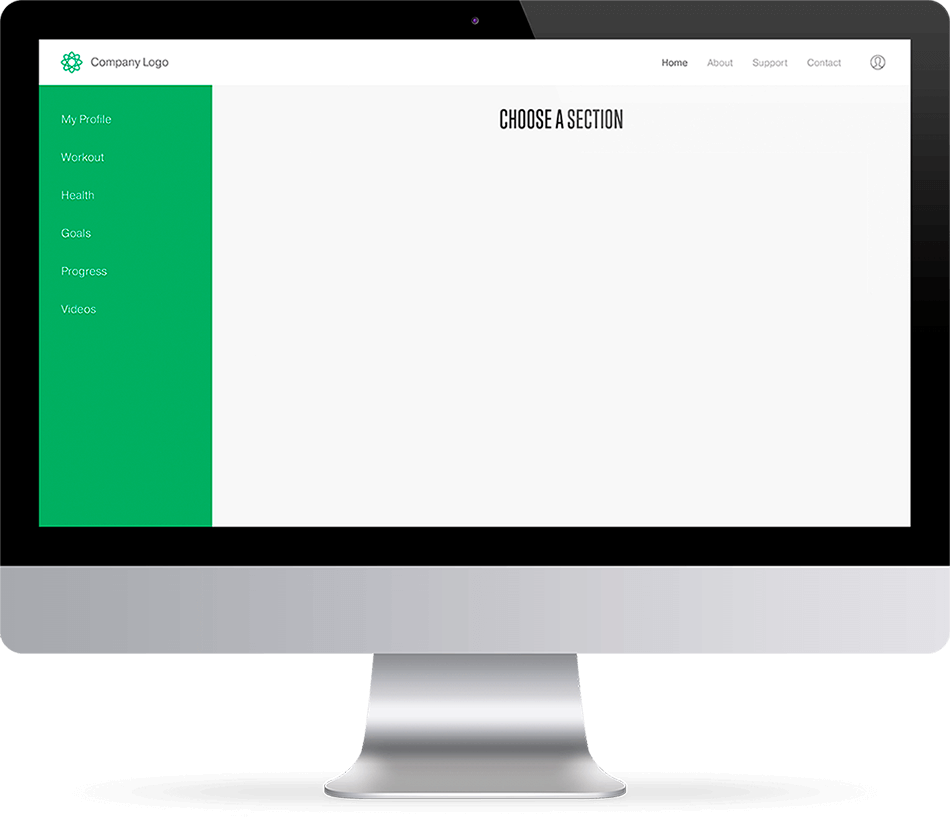 Company Logo
Home About Support Contact
CHOOSE A SECTION
My Profile
Workout
Health
Goals
Progress
Videos